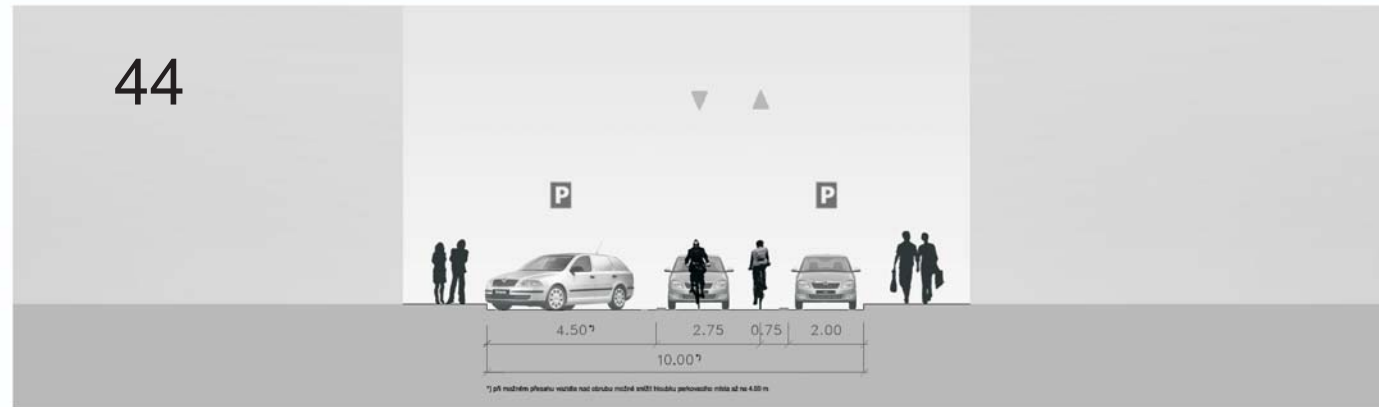 44
P P
4.50*) 2.75 0.75 2.00
10.00*)
*) při možném přesahu vozidla nad obrubu možné snížit hloubku parkovacího místa až na 4.00 m